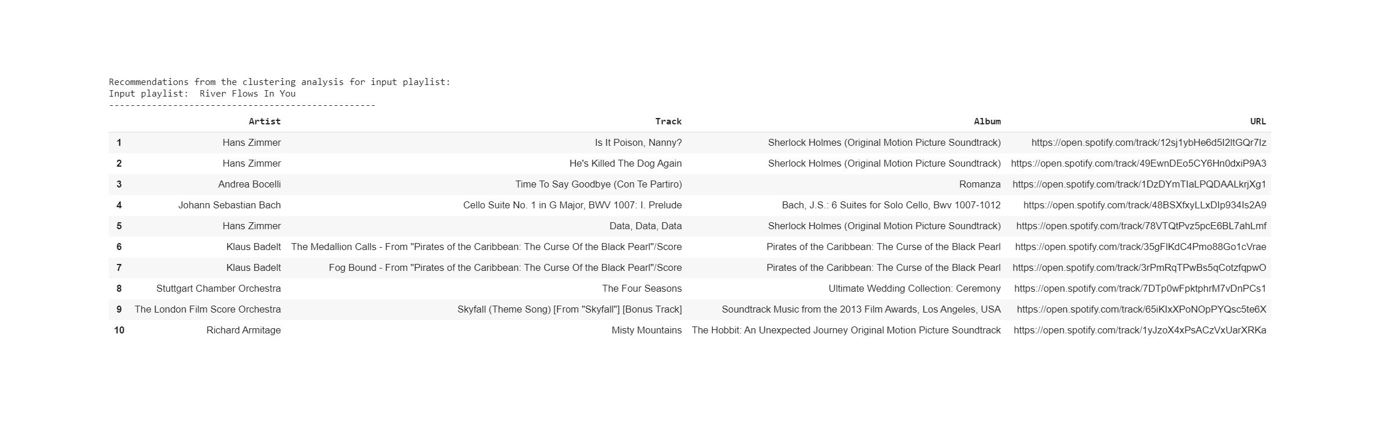 Recommendations from the clustering analysis for input playlist:
Input playlist:  River Flows In You
--------------------------------------------------
Artist Track Album URL
1 Hans Zimmer Is It Poison, Nanny? Sherlock Holmes (Original Motion Picture Soundtrack) https://open.spotify.com/track/12sj1ybHe6d5I2ItGQr7Iz
2 Hans Zimmer He's Killed The Dog Again Sherlock Holmes (Original Motion Picture Soundtrack) https://open.spotify.com/track/49EwnDEo5CY6Hn0dxiP9A3
3 Andrea Bocelli Time To Say Goodbye (Con Te Partiro) Romanza https://open.spotify.com/track/1DzDYmTIaLPQDAALkrjXg1
4 Johann Sebastian Bach Cello Suite No. 1 in G Major, BWV 1007: I. Prelude Bach, J.S.: 6 Suites for Solo Cello, Bwv 1007-1012 https://open.spotify.com/track/48BSXfxyLLxDIp934Is2A9
5 Hans Zimmer Data, Data, Data Sherlock Holmes (Original Motion Picture Soundtrack) https://open.spotify.com/track/78VTQtPvz5pcE6BL7ahLmf
6 Klaus Badelt The Medallion Calls - From "Pirates of the Caribbean: The Curse Of the Black Pearl"/Score Pirates of the Caribbean: The Curse of the Black Pearl https://open.spotify.com/track/35gFIKdC4Pmo88Go1cVrae
7 Klaus Badelt Fog Bound - From "Pirates of the Caribbean: The Curse Of the Black Pearl"/Score Pirates of the Caribbean: The Curse of the Black Pearl https://open.spotify.com/track/3rPmRqTPwBs5qCotzfqpwO
8 Stuttgart Chamber Orchestra The Four Seasons Ultimate Wedding Collection: Ceremony https://open.spotify.com/track/7DTp0wFpktphrM7vDnPCs1
9 The London Film Score Orchestra Skyfall (Theme Song) [From "Skyfall"] [Bonus Track] Soundtrack Music from the 2013 Film Awards, Los Angeles, USA https://open.spotify.com/track/65iKIxXPoNOpPYQsc5te6X
10 Richard Armitage Misty Mountains The Hobbit: An Unexpected Journey Original Motion Picture Soundtrack https://open.spotify.com/track/1yJzoX4xPsACzVxUarXRKa